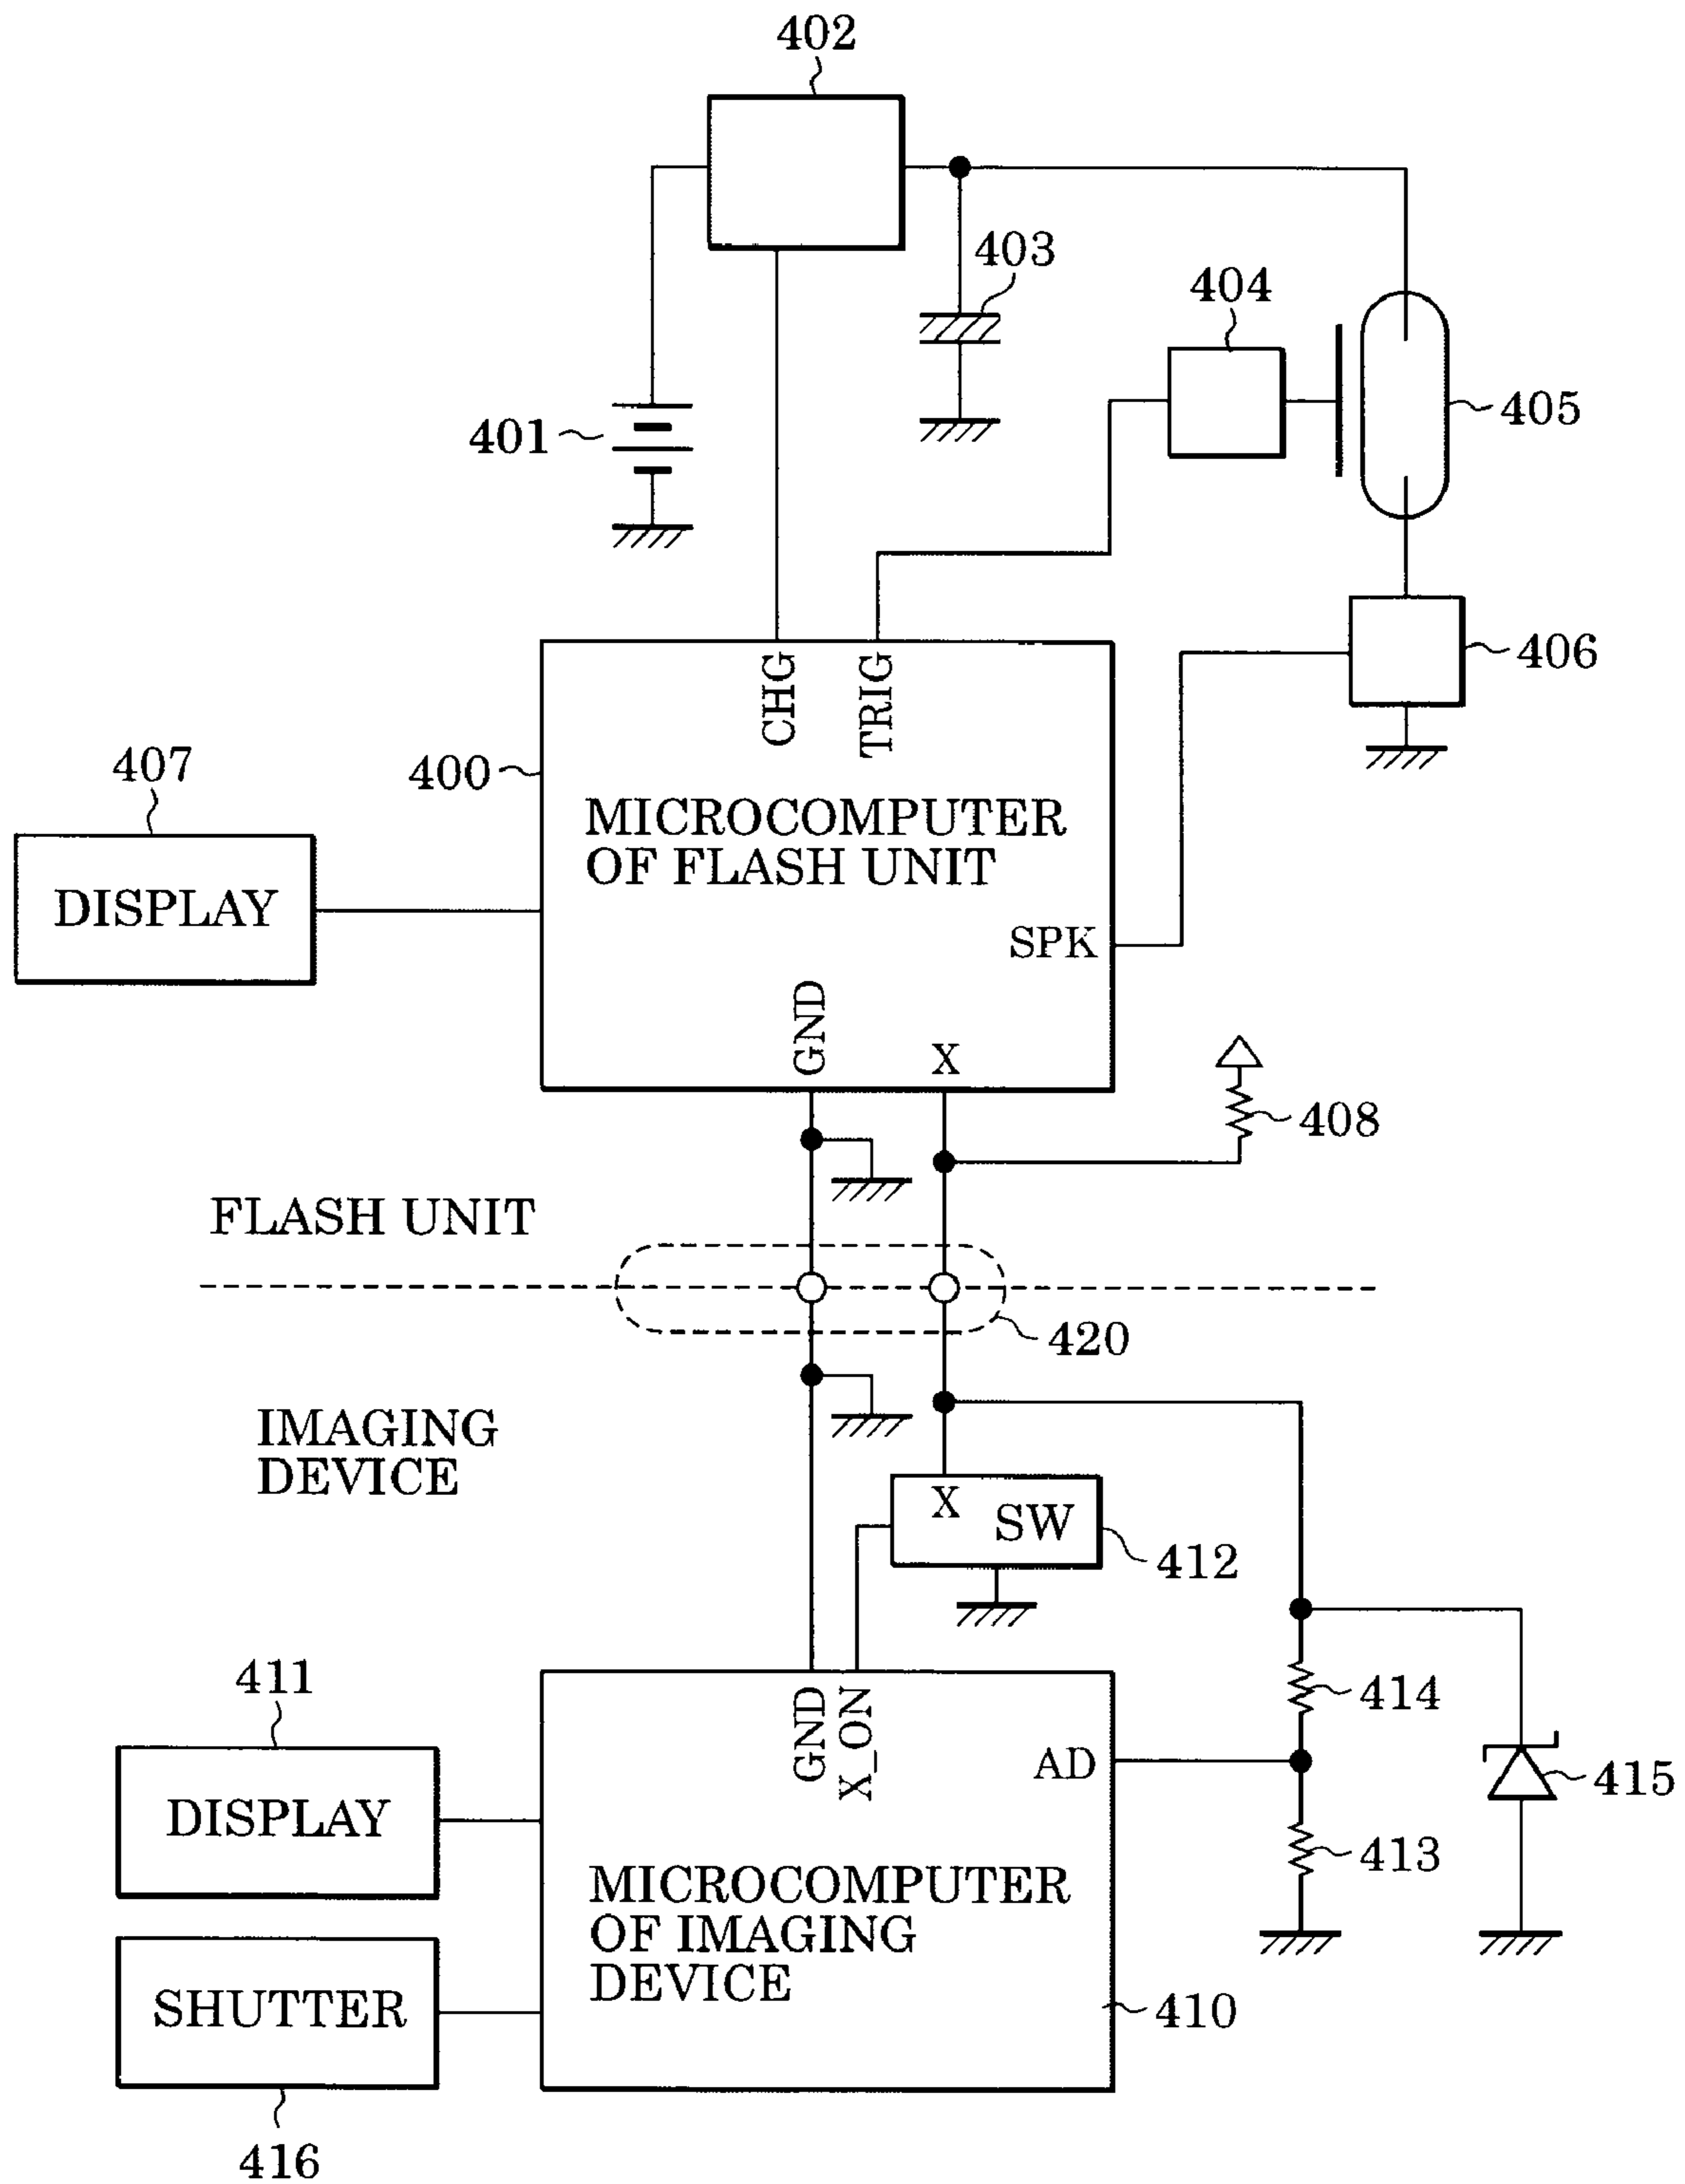 402
403
404
405
401
406
CHG
TRIG
407
400
MICROCOMPUTER
OF FLASH UNIT
DISPLAY
SPK
GND
X
408
FLASH UNIT
420
IMAGING
DEVICE
X SW
412
411
GND
X_ON
414
AD
415
DISPLAY
413
MICROCOMPUTER
OF IMAGING
DEVICE
SHUTTER
410
416